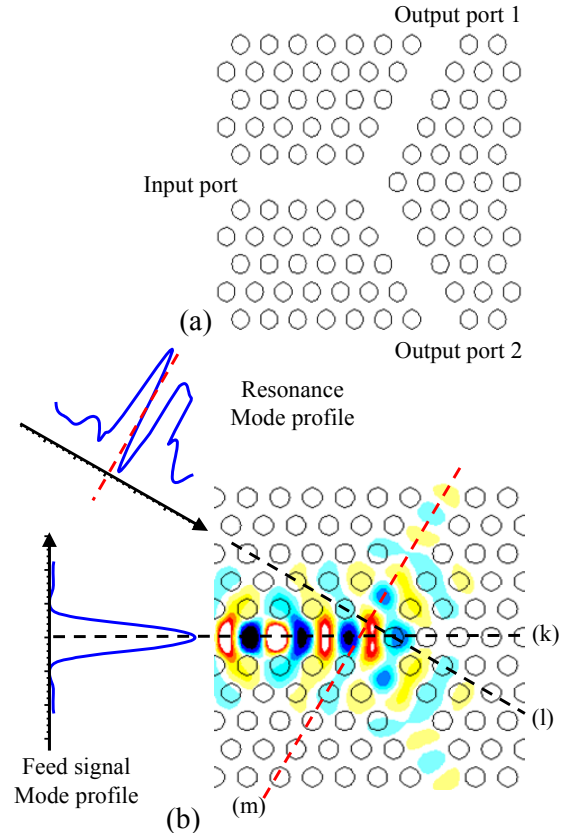 Output port 1
Input port
(a)
Output port 2
Resonance
Mode profile
(k)
(l)
Feed signal
Mode profile
(b)
(m)